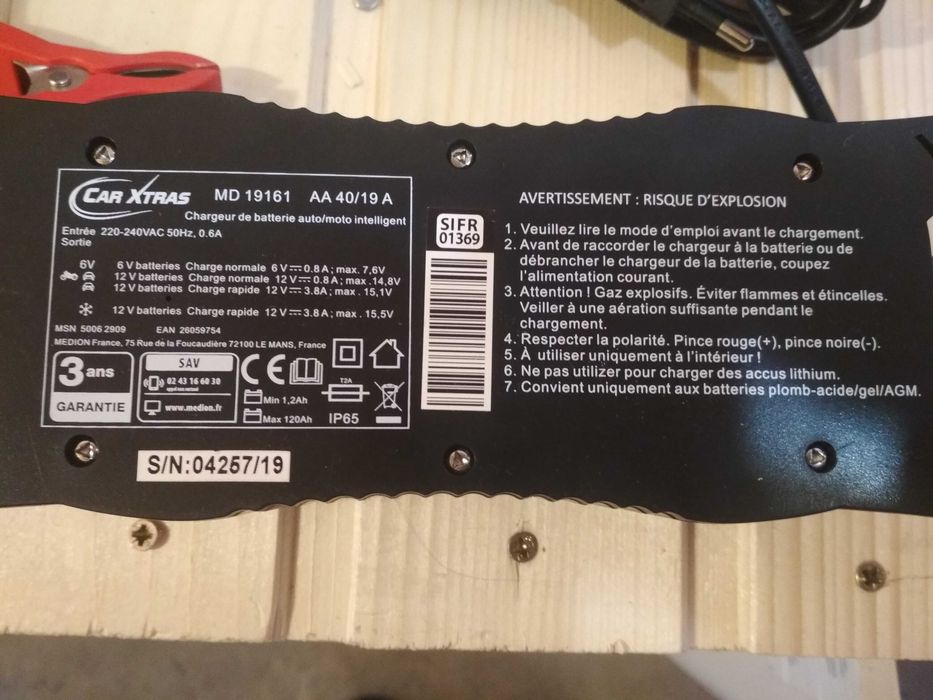 CAR XTRAS MD 19161 AA 40/19 A
Chargeur de batterie auto/moto intelligent
Entrée 220-240VAC 50Hz, 0.6A
Sortie
6V 6 V batteries Charge normale 6 V⎓0.8 A ; max. 7,6V
12 V batteries Charge normale 12 V⎓0.8 A ; max .14,8V
12 V batteries Charge rapide 12 V⎓3.8A ; max . 15,1V
12 V batteries Charge rapide 12 V⎓3.8A ; max . 15,5V
MSN 5006 2909 EAN 26059754
MEDION France, 75 Rue de la Foucaudière 72100 LE MANS, France
3 ans
GARANTIE
SAV
02 43 16 60 30
appel non surtaxé
www.medion.fr
CE
Min 1,2Ah
Max 120Ah
T2A
IP65
S/N:04257/19
SIFR
01369
AVERTISSEMENT : RISQUE D'EXPLOSION
1. Veuillez lire le mode d'emploi avant le chargement.
2. Avant de raccorder le chargeur à la batterie ou de
débrancher le chargeur de la batterie, coupez
l'alimentation courant.
3. Attention ! Gaz explosifs. Éviter flammes et étincelles.
Veiller à une aération suffisante pendant le
chargement.
4. Respecter la polarité. Pince rouge(+), pince noire(-).
5. À utiliser uniquement à l'intérieur !
6. Ne pas utilizer pour charger des accus lithium.
7. Convient uniquement aux batteries plomb-acide/gel/AGM.